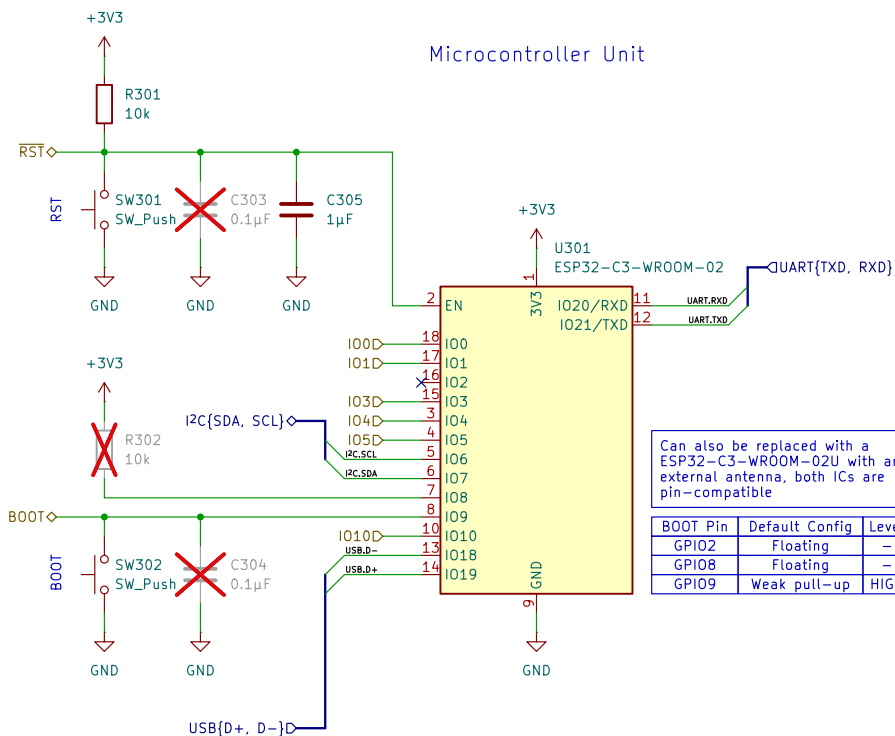 Microcontroller Unit
+3V3
R301
10k
RST
RST
SW301
SW_Push
C303
0.1µF
C305
1µF
GND
GND
GND
+3V3
U301
ESP32-C3-WROOM-02
1
3V3
2
EN
IO20/RXD
11
UART.RXD
IO21/TXD
12
UART.TXD
UART{TXD, RXD}
IO0
18
IO0
IO1
17
IO1
16
IO2
IO3
15
IO3
IO4
3
IO4
IO5
4
IO5
I²C{SDA, SCL}
I²C.SCL
5
IO6
I²C.SDA
6
IO7
+3V3
R302
10k
7
IO8
BOOT
8
IO9
IO10
10
IO10
USB.D-
13
IO18
USB.D+
14
IO19
BOOT
SW302
SW_Push
C304
0.1µF
GND
GND
GND
9
GND
USB{D+, D-}
Can also be replaced with a
ESP32-C3-WROOM-02U with an
external antenna, both ICs are
pin-compatible
BOOT Pin Default Config Leve
GPIO2 Floating -
GPIO8 Floating -
GPIO9 Weak pull-up HIG